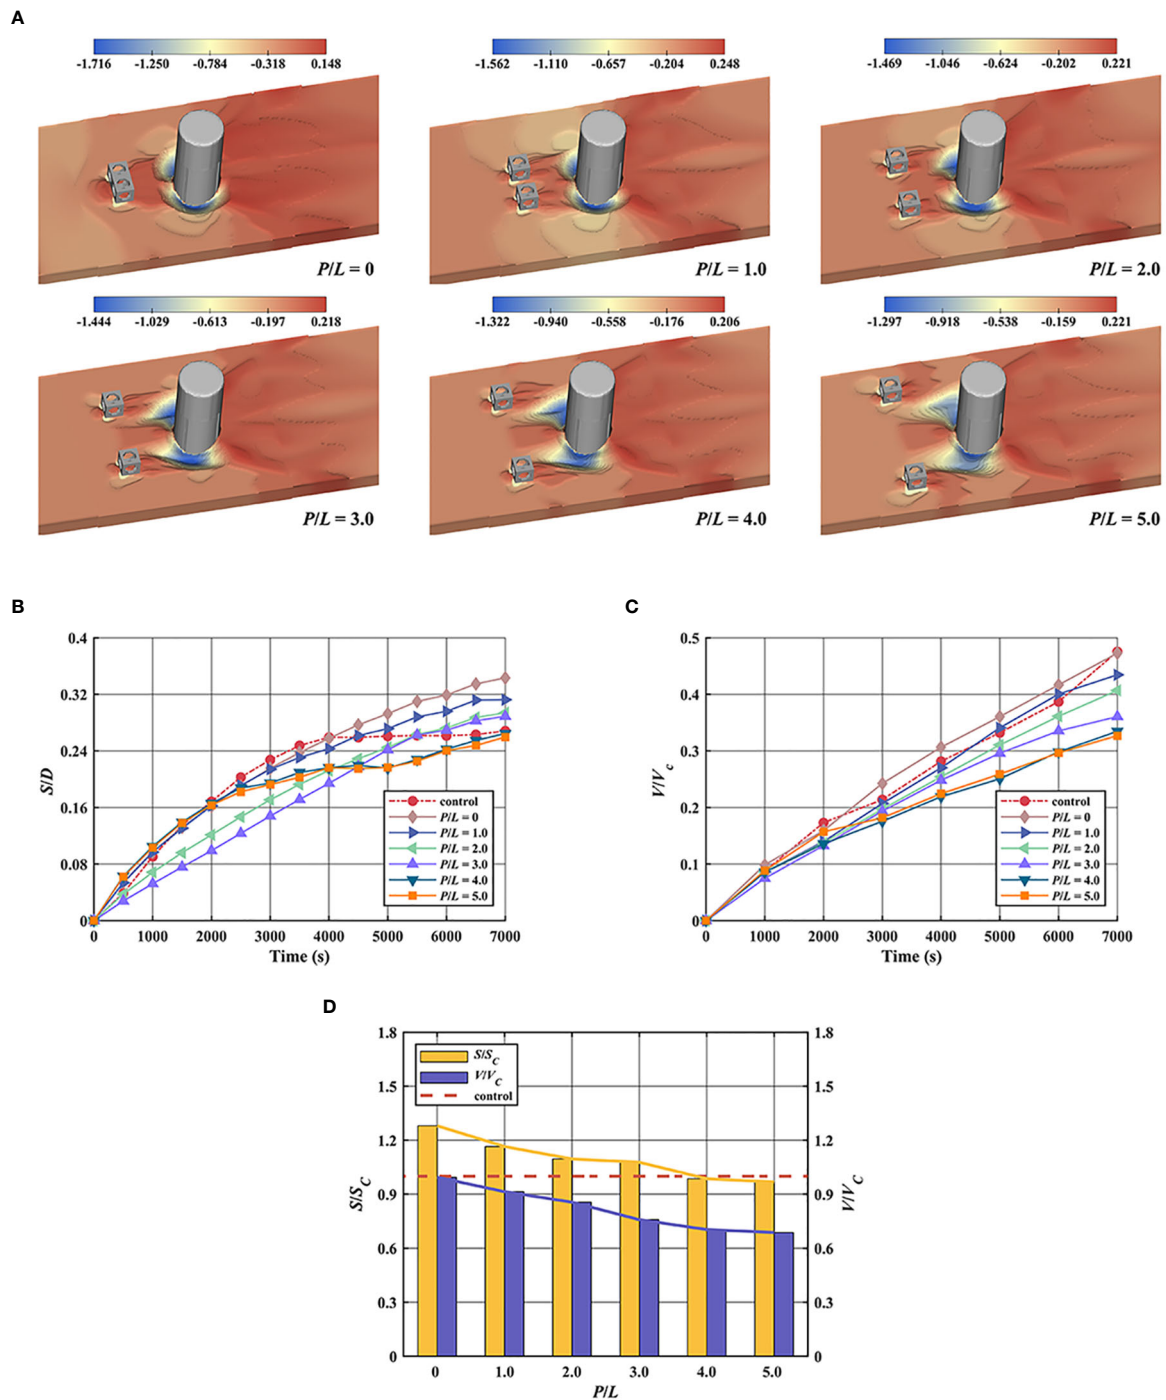 A
-1.716 -1.250 -0.784 -0.318 0.148
-1.562 -1.110 -0.657 -0.204 0.248
-1.469 -1.046 -0.624 -0.202 0.221
P/L = 0
P/L = 1.0
P/L = 2.0
-1.444 -1.029 -0.613 -0.197 0.218
-1.322 -0.940 -0.558 -0.176 0.206
-1.297 -0.918 -0.538 -0.159 0.221
P/L = 3.0
P/L = 4.0
P/L = 5.0
B
S/D
0.4
0.32
0.24
0.16
0.08
0
0 1000 2000 3000 4000 5000 6000 7000
Time (s)
control
P/L = 0
P/L = 1.0
P/L = 2.0
P/L = 3.0
P/L = 4.0
P/L = 5.0
C
V/Vc
0.5
0.4
0.3
0.2
0.1
0
0 1000 2000 3000 4000 5000 6000 7000
Time (s)
control
P/L = 0
P/L = 1.0
P/L = 2.0
P/L = 3.0
P/L = 4.0
P/L = 5.0
D
S/SC
1.8
1.5
1.2
0.9
0.6
0.3
0
S/SC
V/VC
control
1.8
1.5
1.2
0.9
0.6
0.3
0
V/VC
0 1.0 2.0 3.0 4.0 5.0
P/L